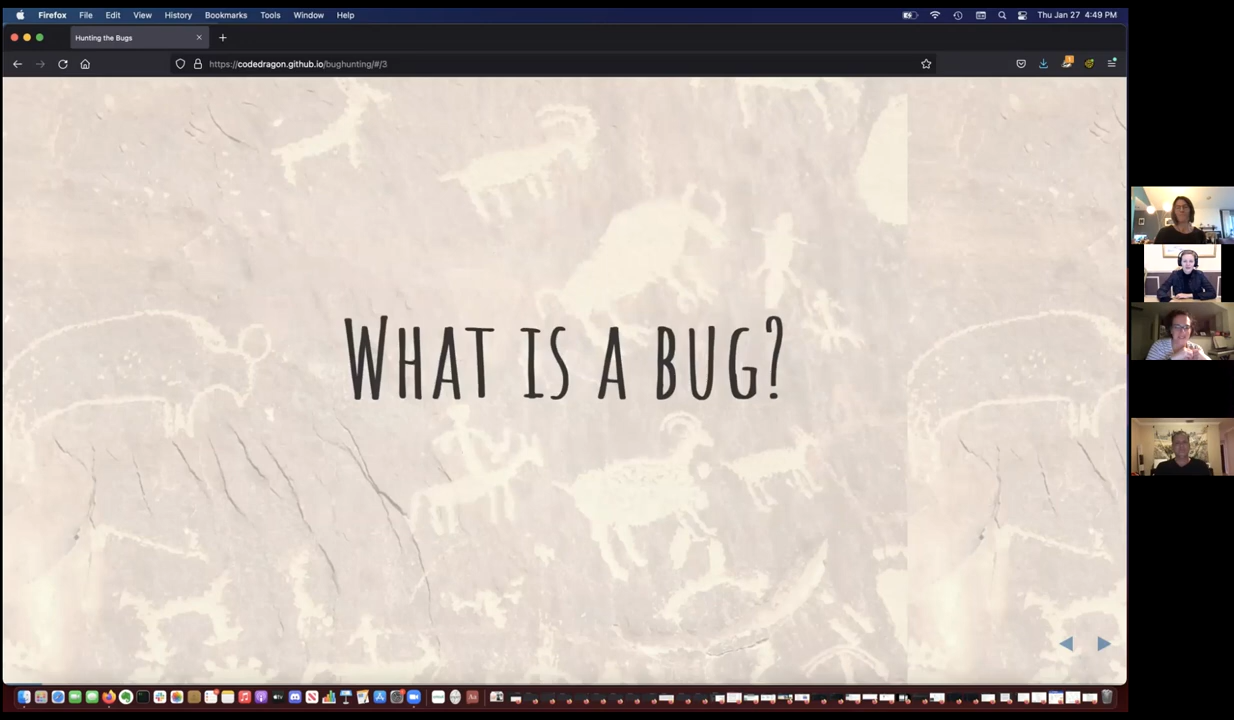 Firefox File Edit View History Bookmarks Tools Window Help Thu Jan 27 4:49 PM
Hunting the Bugs
https://codedragon.github.io/bughunting/#/3
WHAT IS A BUG?